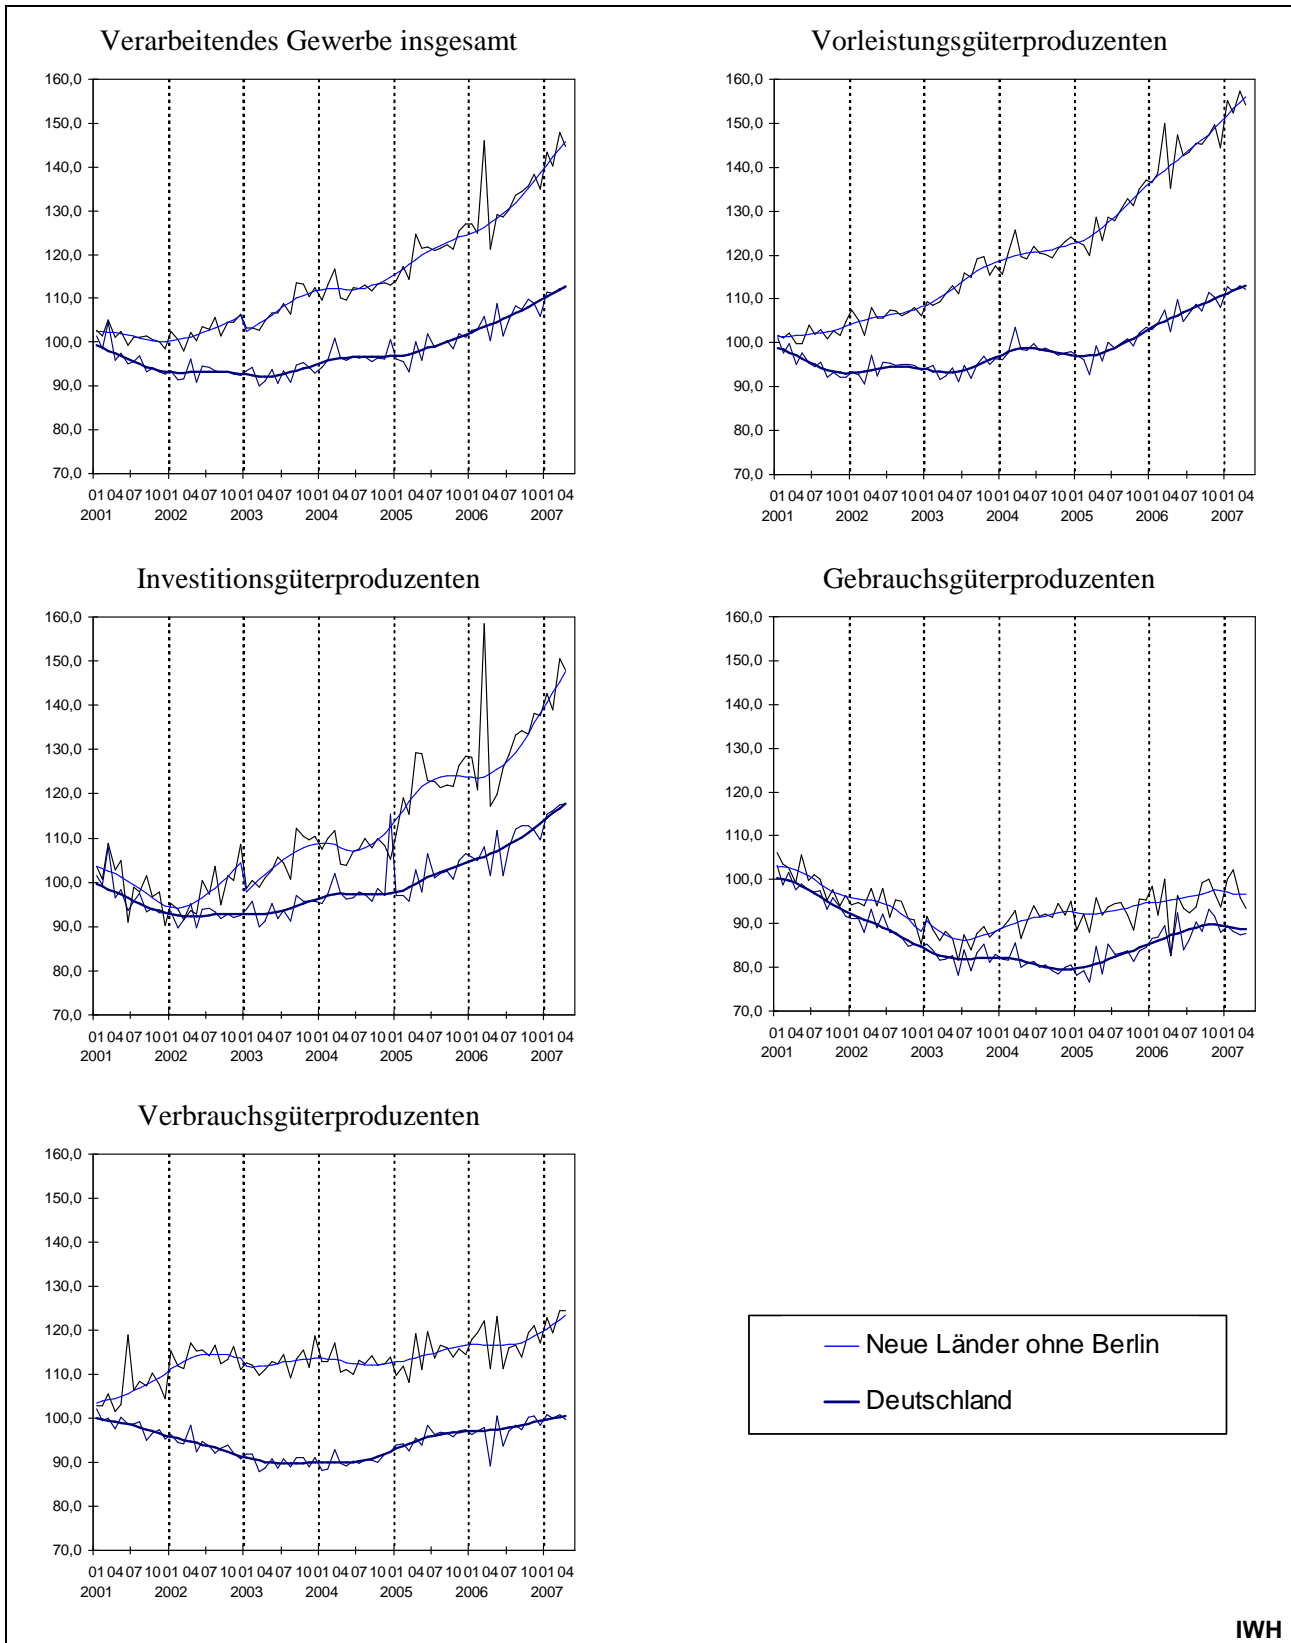 Verarbeitendes Gewerbe insgesamt
160,0
150,0
140,0
130,0
120,0
110,0
100,0
90,0
80,0
70,0
01 04 07 10 01 04 07 10 01 04 07 10 01 04 07 10 01 04 07 10 01 04 07 10 01 04
2001 2002 2003 2004 2005 2006 2007
Vorleistungsgüterproduzenten
160,0
150,0
140,0
130,0
120,0
110,0
100,0
90,0
80,0
70,0
01 04 07 10 01 04 07 10 01 04 07 10 01 04 07 10 01 04 07 10 01 04 07 10 01 04
2001 2002 2003 2004 2005 2006 2007
Investitionsgüterproduzenten
160,0
150,0
140,0
130,0
120,0
110,0
100,0
90,0
80,0
70,0
01 04 07 10 01 04 07 10 01 04 07 10 01 04 07 10 01 04 07 10 01 04 07 10 01 04
2001 2002 2003 2004 2005 2006 2007
Gebrauchsgüterproduzenten
160,0
150,0
140,0
130,0
120,0
110,0
100,0
90,0
80,0
70,0
01 04 07 10 01 04 07 10 01 04 07 10 01 04 07 10 01 04 07 10 01 04 07 10 01 04
2001 2002 2003 2004 2005 2006 2007
Verbrauchsgüterproduzenten
160,0
150,0
140,0
130,0
120,0
110,0
100,0
90,0
80,0
70,0
01 04 07 10 01 04 07 10 01 04 07 10 01 04 07 10 01 04 07 10 01 04 07 10 01 04
2001 2002 2003 2004 2005 2006 2007
Neue Länder ohne Berlin
Deutschland
IWH